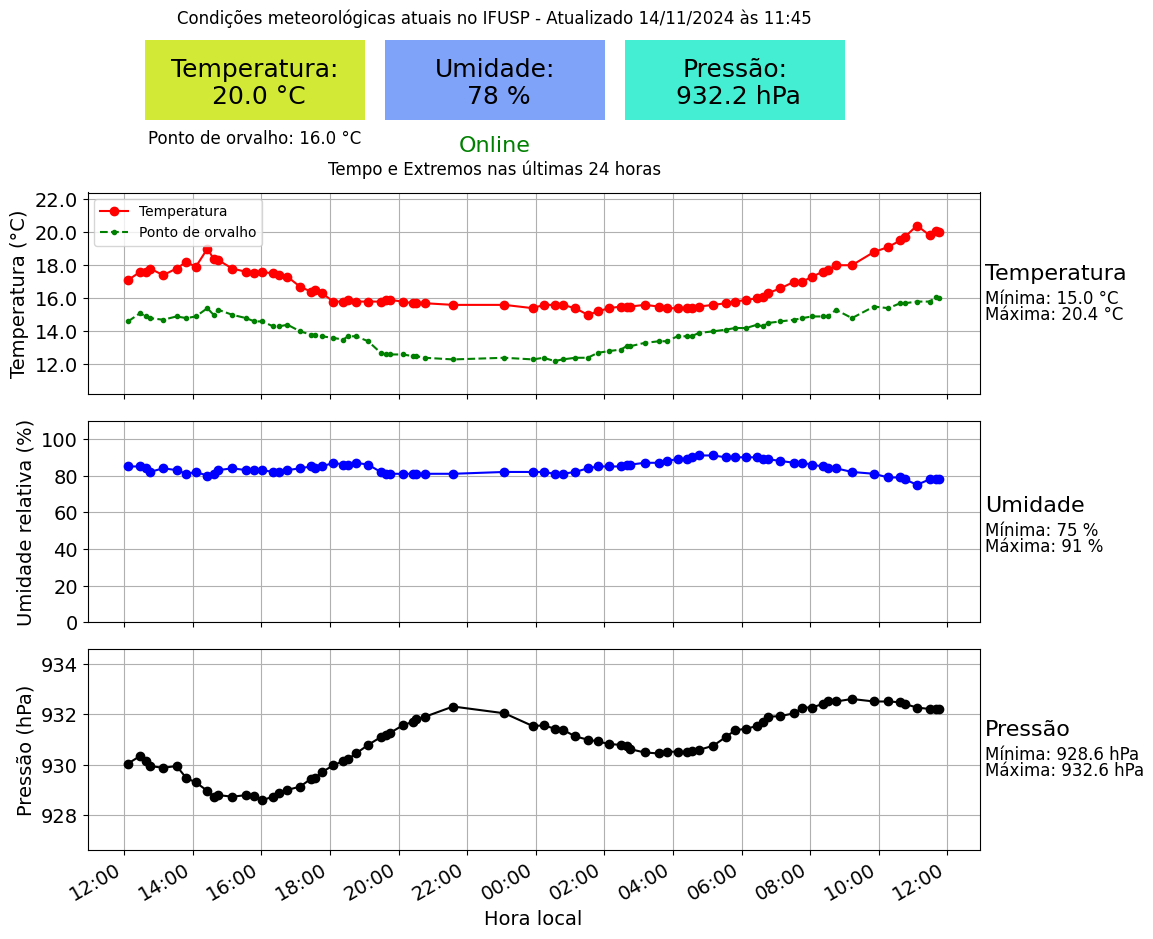 Condições meteorológicas atuais no IFUSP - Atualizado 14/11/2024 às 11:45
Temperatura:
20.0 °C
Umidade:
78 %
Pressão:
932.2 hPa
Ponto de orvalho: 16.0 °C
Online
Tempo e Extremos nas últimas 24 horas
Temperatura (°C)
22.0
20.0
18.0
16.0
14.0
12.0
Temperatura
Ponto de orvalho
Temperatura
Mínima: 15.0 °C
Máxima: 20.4 °C
Umidade relativa (%)
100
80
60
40
20
0
Umidade
Mínima: 75 %
Máxima: 91 %
Pressão (hPa)
934
932
930
928
Pressão
Mínima: 928.6 hPa
Máxima: 932.6 hPa
12:00
14:00
16:00
18:00
20:00
22:00
00:00
02:00
04:00
06:00
08:00
10:00
12:00
Hora local